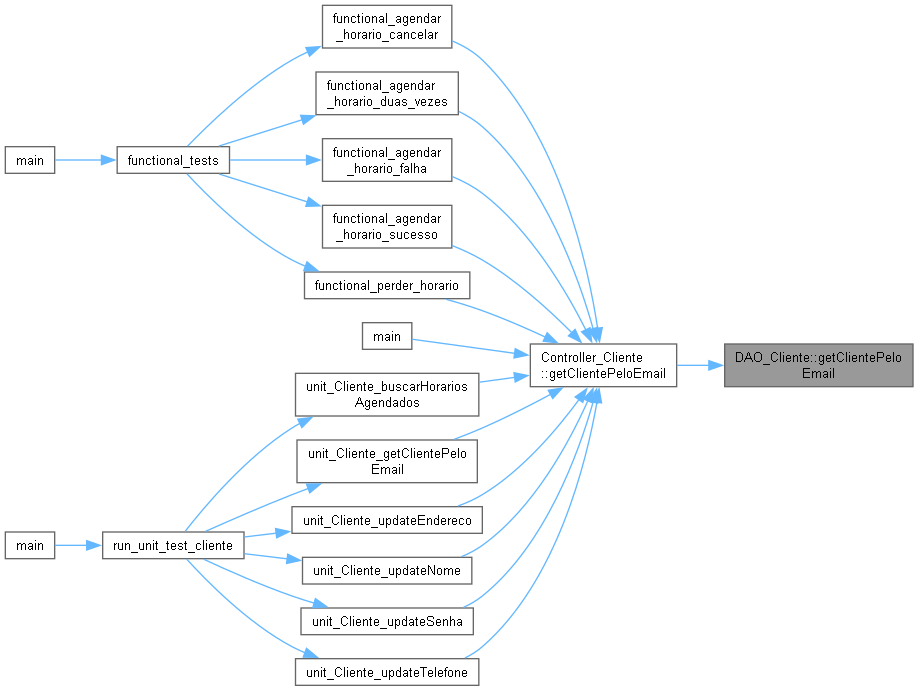 functional_agendar
_horario_cancelar
functional_agendar
_horario_duas_vezes
main
functional_tests
functional_agendar
_horario_falha
functional_agendar
_horario_sucesso
functional_perder_horario
main
Controller_Cliente
::getClientePeloEmail
DAO_Cliente::getClientePelo
Email
unit_Cliente_buscarHorarios
Agendados
unit_Cliente_getClientePelo
Email
unit_Cliente_updateEndereco
main
run_unit_test_cliente
unit_Cliente_updateNome
unit_Cliente_updateSenha
unit_Cliente_updateTelefone